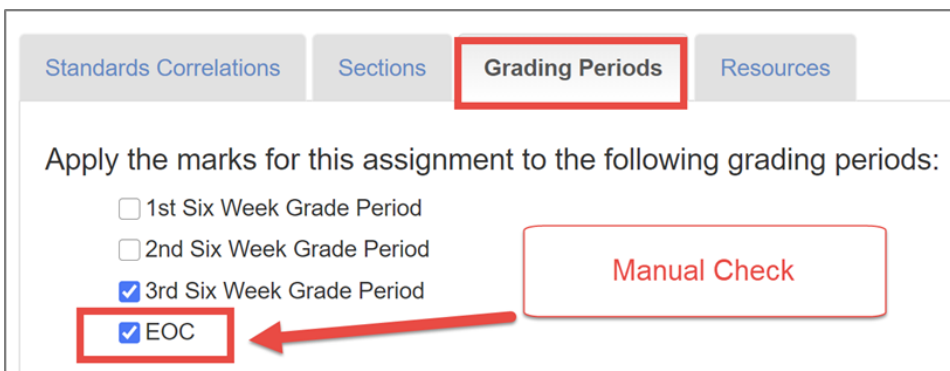 Standards Correlations Sections Grading Periods Resources
Apply the marks for this assignment to the following grading periods:
1st Six Week Grade Period
2nd Six Week Grade Period
Manual Check
3rd Six Week Grade Period
EOC